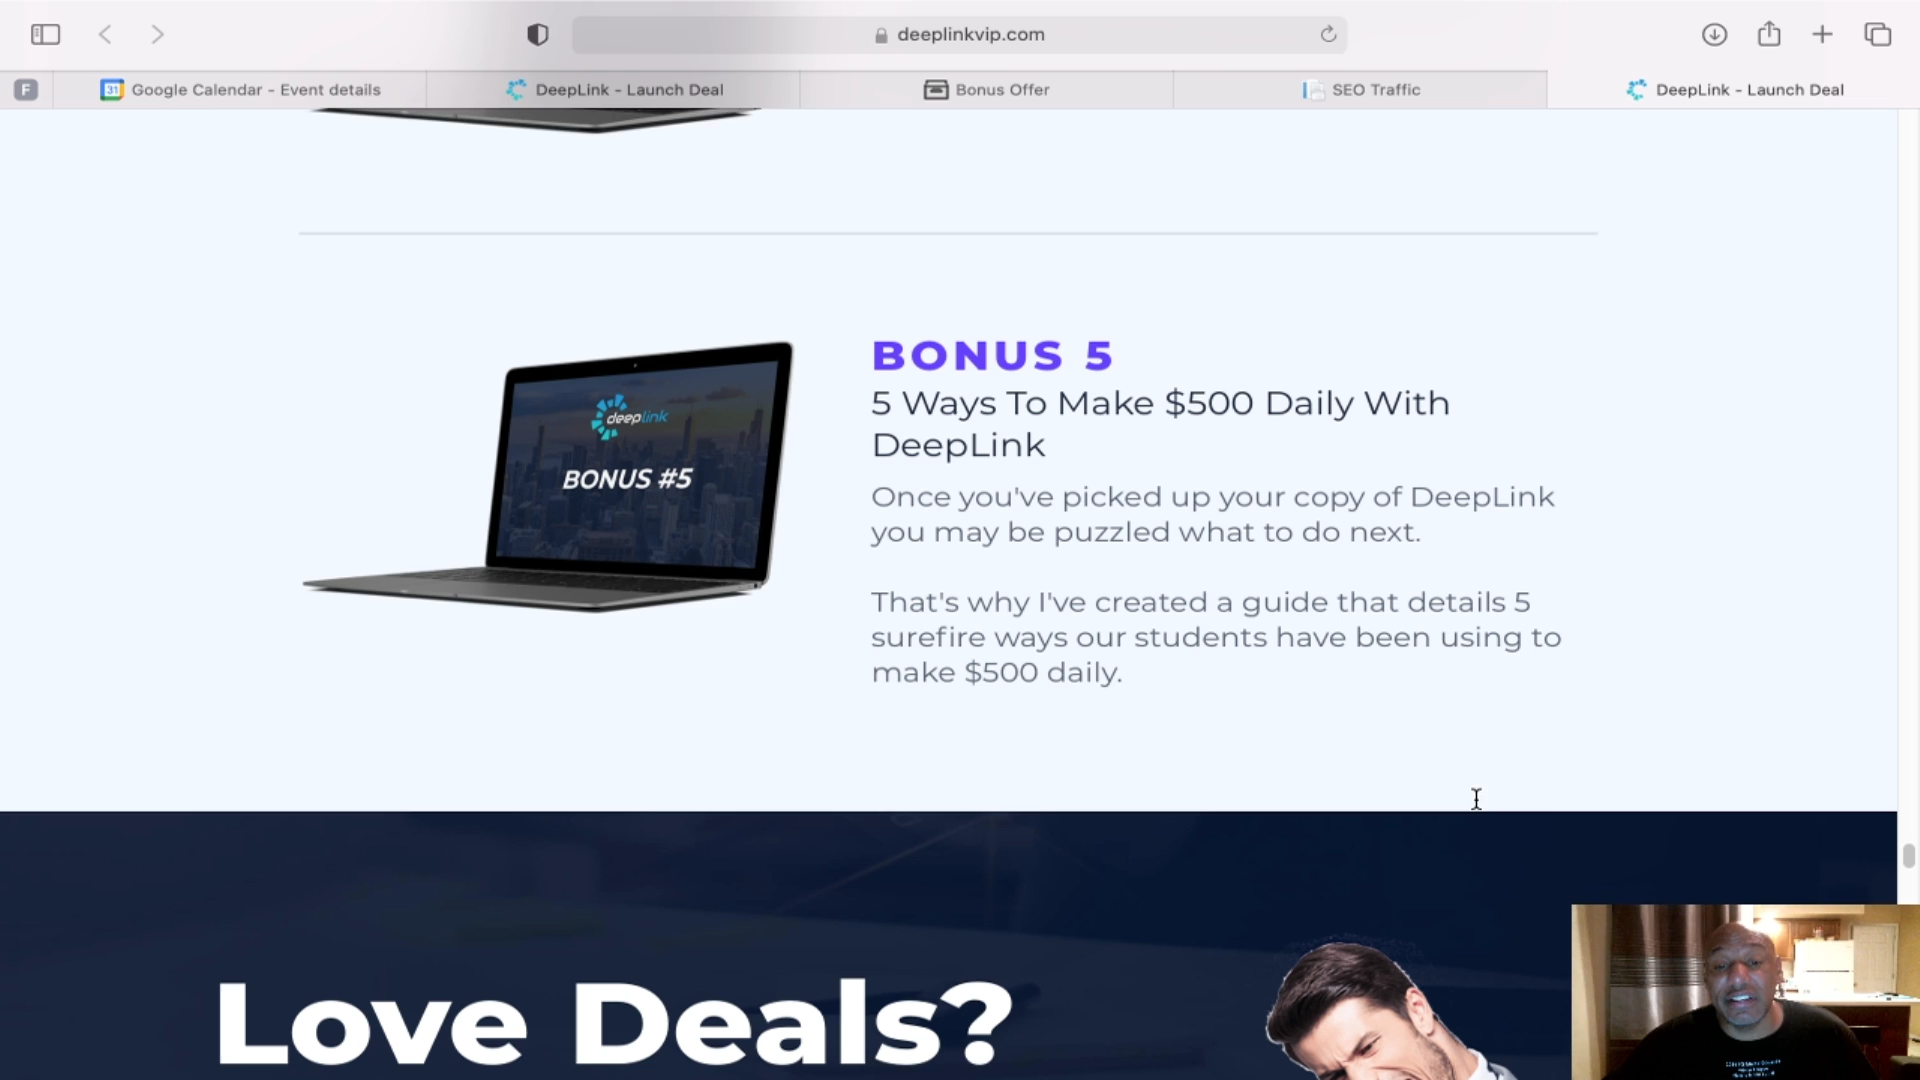 deeplinkvip.com
F
31 Google Calendar - Event details
DeepLink - Launch Deal
Bonus Offer
SEO Traffic
DeepLink - Launch Deal
deeplink
BONUS #5
BONUS 5
5 Ways To Make $500 Daily With
DeepLink
Once you've picked up your copy of DeepLink
you may be puzzled what to do next.
That's why I've created a guide that details 5
surefire ways our students have been using to
make $500 daily.
Love Deals?